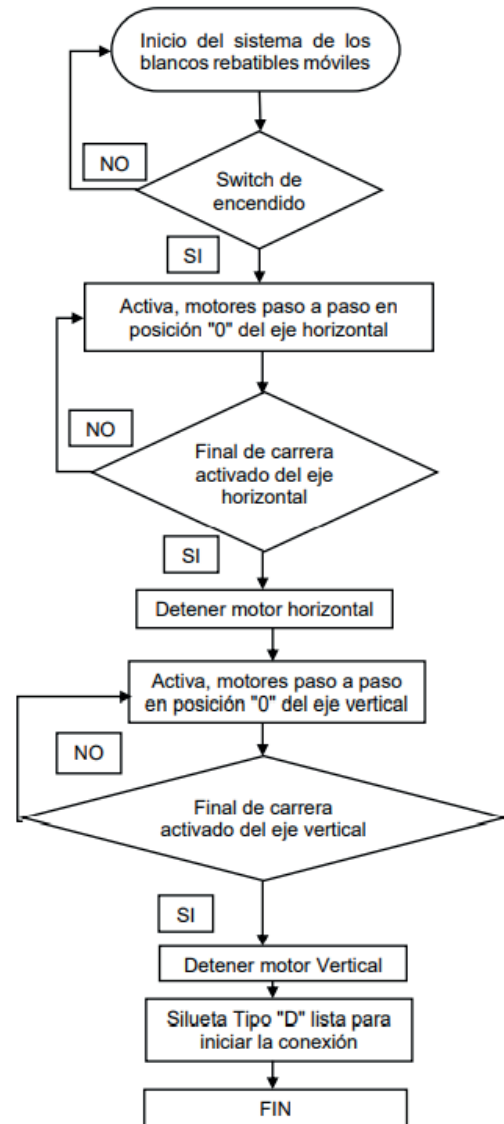 Inicio del sistema de los
blancos rebatibles móviles
NO
Switch de
encendido
SI
Activa, motores paso a paso en
posición "0" del eje horizontal
NO
Final de carrera
activado del eje
horizontal
SI
Detener motor horizontal
Activa, motores paso a paso
en posición "0" del eje vertical
NO
Final de carrera
activado del eje vertical
SI
Detener motor Vertical
Silueta Tipo "D" lista para
iniciar la conexión
FIN